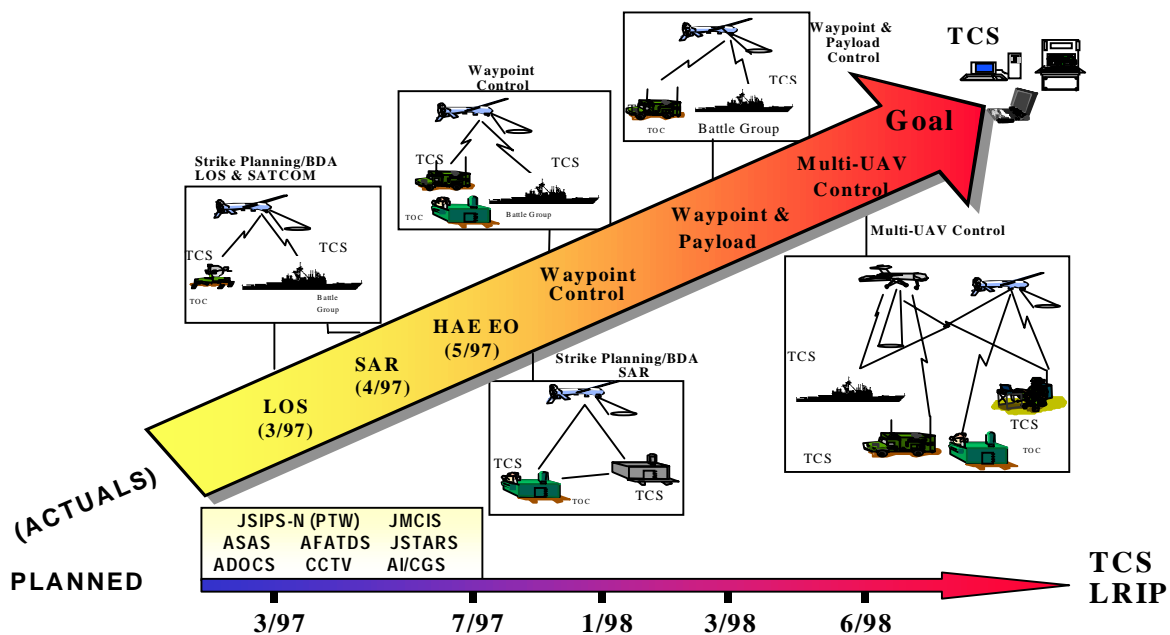 Waypoint &
Payload
Control
TCS
Waypoint
Control
TCS
TOC
Battle Group
Goal
Strike Planning/BDA
LOS & SATCOM
TCS
TCS
TOC
Battle Group
Multi-UAV
Control
TCS
TCS
TOC
Battle
Group
Waypoint &
Payload
Multi-UAV Control
Waypoint
Control
HAE EO
(5/97)
SAR
(4/97)
LOS
(3/97)
Strike Planning/BDA
SAR
TCS
TOC
TCS
TCS
TCS
TCS
TOC
(ACTUALS)
JSIPS-N (PTW) JMCIS
ASAS AFATDS JSTARS
ADOCS CCTV AI/CGS
PLANNED
TCS
LRIP
3/97 7/97 1/98 3/98 6/98